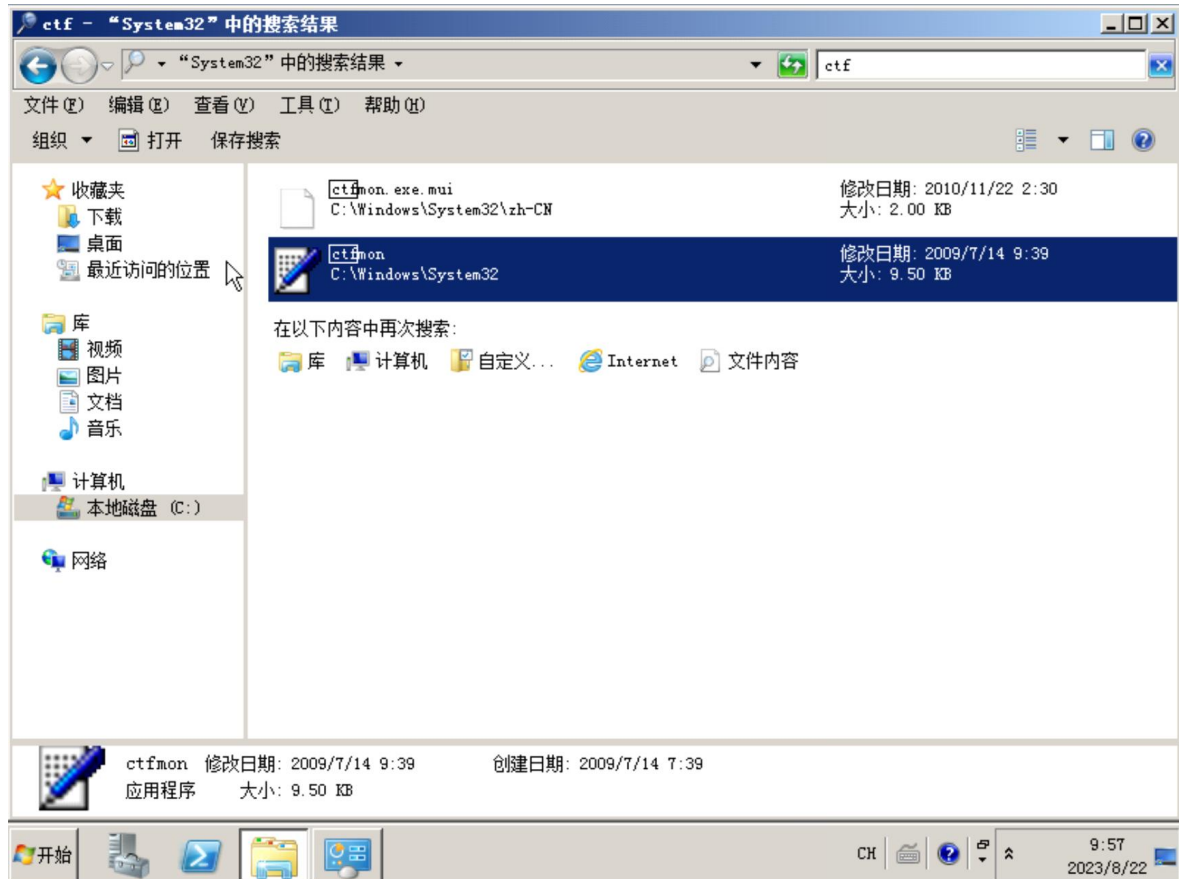 ctf - “System32”中的搜索结果
“System32”中的搜索结果
ctf
文件(F) 编辑(E) 查看(V) 工具(T) 帮助(H)
组织 打开 保存搜索
收藏夹
下载
桌面
最近访问的位置
库
视频
图片
文档
音乐
计算机
本地磁盘 (C:)
网络
ctfmon.exe.mui
C:\Windows\System32\zh-CN
修改日期: 2010/11/22 2:30
大小: 2.00 KB
ctfmon
C:\Windows\System32
修改日期: 2009/7/14 9:39
大小: 9.50 KB
在以下内容中再次搜索:
库 计算机 自定义... Internet 文件内容
ctfmon 修改日期: 2009/7/14 9:39 创建日期: 2009/7/14 7:39
应用程序 大小: 9.50 KB
开始
CH
9:57
2023/8/22